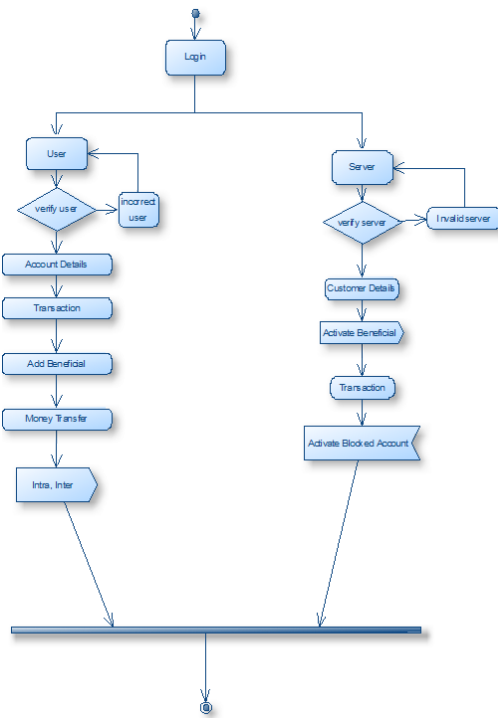 Login
User
Server
verify user
incorrect
user
verify server
Invalid server
Account Details
Customer Details
Transaction
Activate Beneficial
Add Beneficial
Transaction
Money Transfer
Activate Blocked Account
Intra, Inter